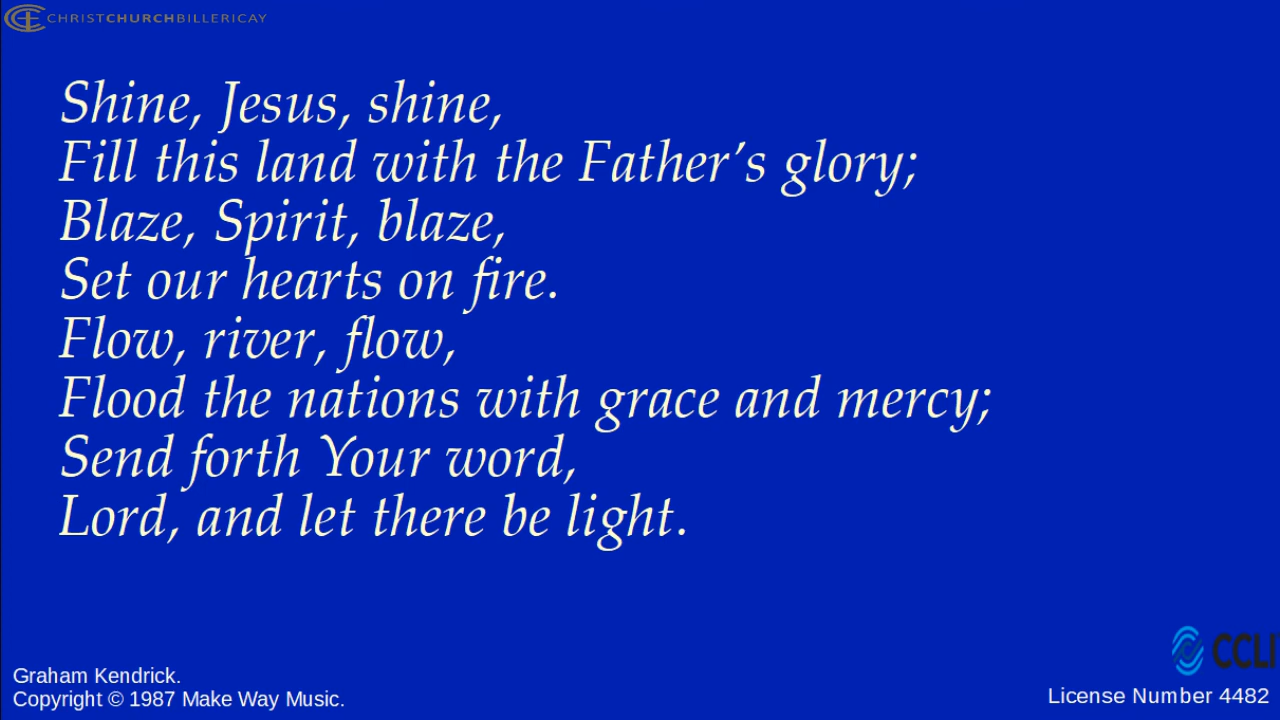 CHRISTCHURCHBILLERICAY
Shine, Jesus, shine,
Fill this land with the Father’s glory;
Blaze, Spirit, blaze,
Set our hearts on fire.
Flow, river, flow,
Flood the nations with grace and mercy;
Send forth Your word,
Lord, and let there be light.
CCLI
Graham Kendrick.
Copyright © 1987 Make Way Music.
License Number 4482